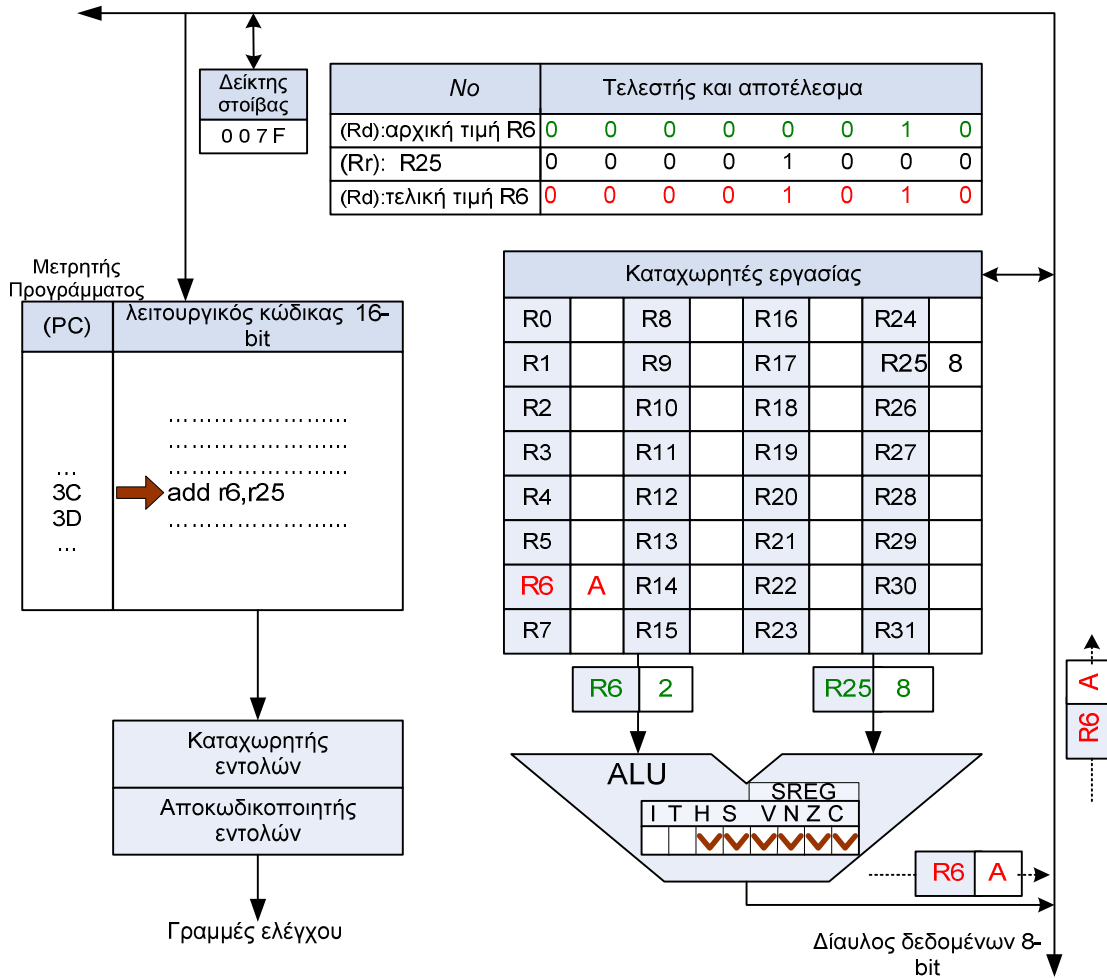 Δείκτης
στοίβας
0 0 7 F
No Τελεστής και αποτέλεσμα
(Rd):αρχική τιμή R6 0 0 0 0 0 0 1 0
(Rr): R25 0 0 0 0 1 0 0 0
(Rd):τελική τιμή R6 0 0 0 0 1 0 1 0
Μετρητής
Προγράμματος
(PC) λειτουργικός κώδικας 16-
bit
........................
........................
... ........................
3C add r6,r25
3D ........................
...
Καταχωρητές εργασίας
R0 R8 R16 R24
R1 R9 R17 R25 8
R2 R10 R18 R26
R3 R11 R19 R27
R4 R12 R20 R28
R5 R13 R21 R29
R6 A R14 R22 R30
R7 R15 R23 R31
R6 2 R25 8
R6 A
Καταχωρητής
εντολών
Αποκωδικοποιητής
εντολών
Γραμμές ελέγχου
ALU
SREG
I T H S V N Z C
R6 A
Δίαυλος δεδομένων 8-
bit